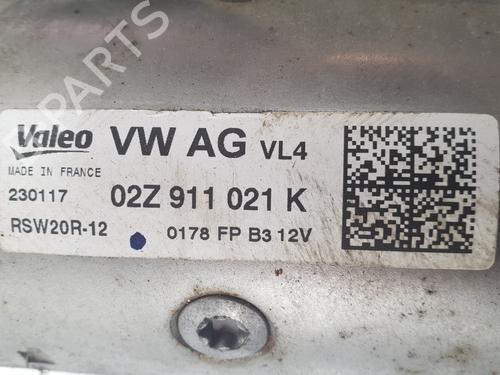 Valeo VW AG VL4
MADE IN FRANCE
230117 02Z 911 021 K
RSW20R-12 0178 FP B3 12V